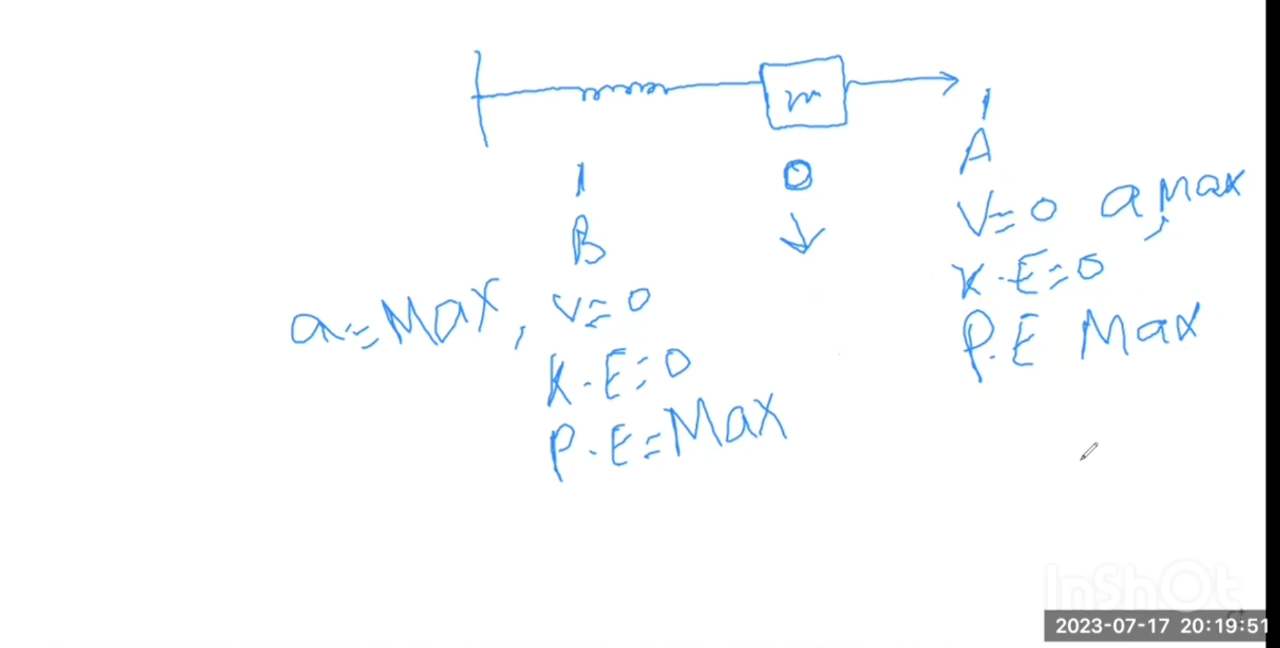 m
O
A
B
V=0 a, Max
K.E=0
P.E Max
a=Max, v=0
K.E=0
P.E=Max
InShOt
2023-07-17 20:19:51